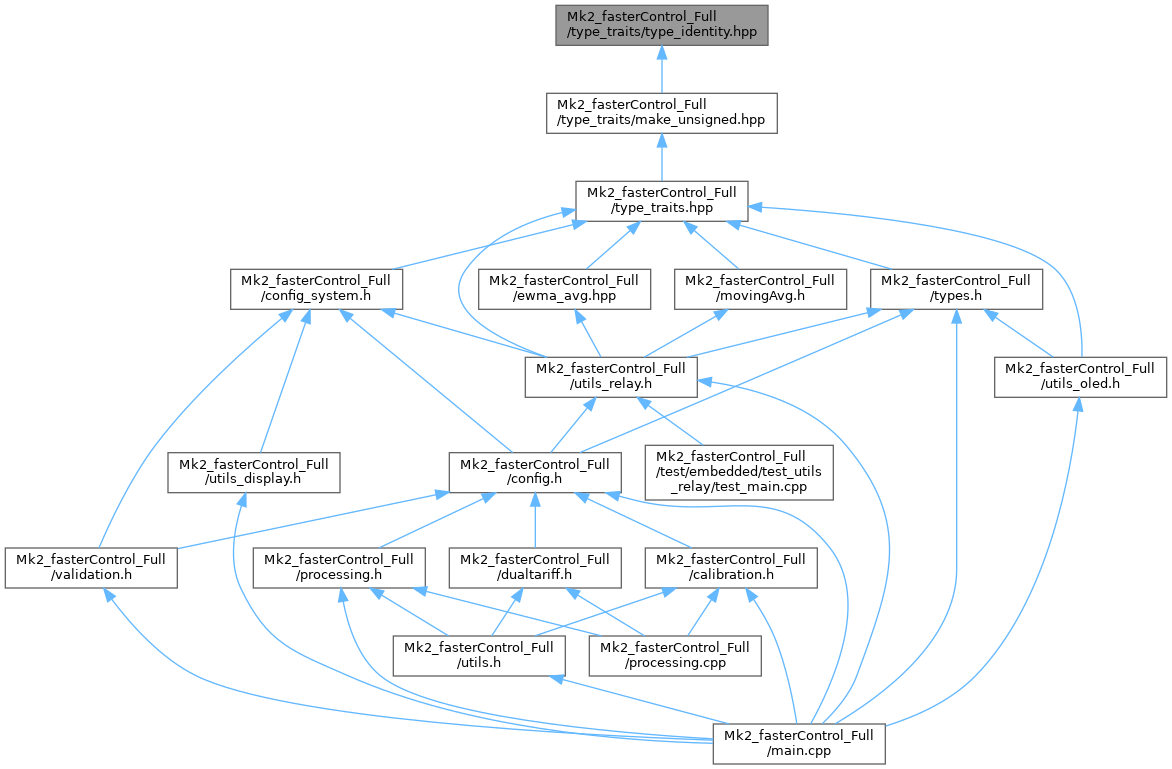 Mk2_fasterControl_Full
/type_traits/type_identity.hpp
Mk2_fasterControl_Full
/type_traits/make_unsigned.hpp
Mk2_fasterControl_Full
/type_traits.hpp
Mk2_fasterControl_Full
/config_system.h
Mk2_fasterControl_Full
/ewma_avg.hpp
Mk2_fasterControl_Full
/movingAvg.h
Mk2_fasterControl_Full
/types.h
Mk2_fasterControl_Full
/utils_relay.h
Mk2_fasterControl_Full
/utils_oled.h
Mk2_fasterControl_Full
/utils_display.h
Mk2_fasterControl_Full
/config.h
Mk2_fasterControl_Full
/test/embedded/test_utils
_relay/test_main.cpp
Mk2_fasterControl_Full
/validation.h
Mk2_fasterControl_Full
/processing.h
Mk2_fasterControl_Full
/dualtariff.h
Mk2_fasterControl_Full
/calibration.h
Mk2_fasterControl_Full
/utils.h
Mk2_fasterControl_Full
/processing.cpp
Mk2_fasterControl_Full
/main.cpp